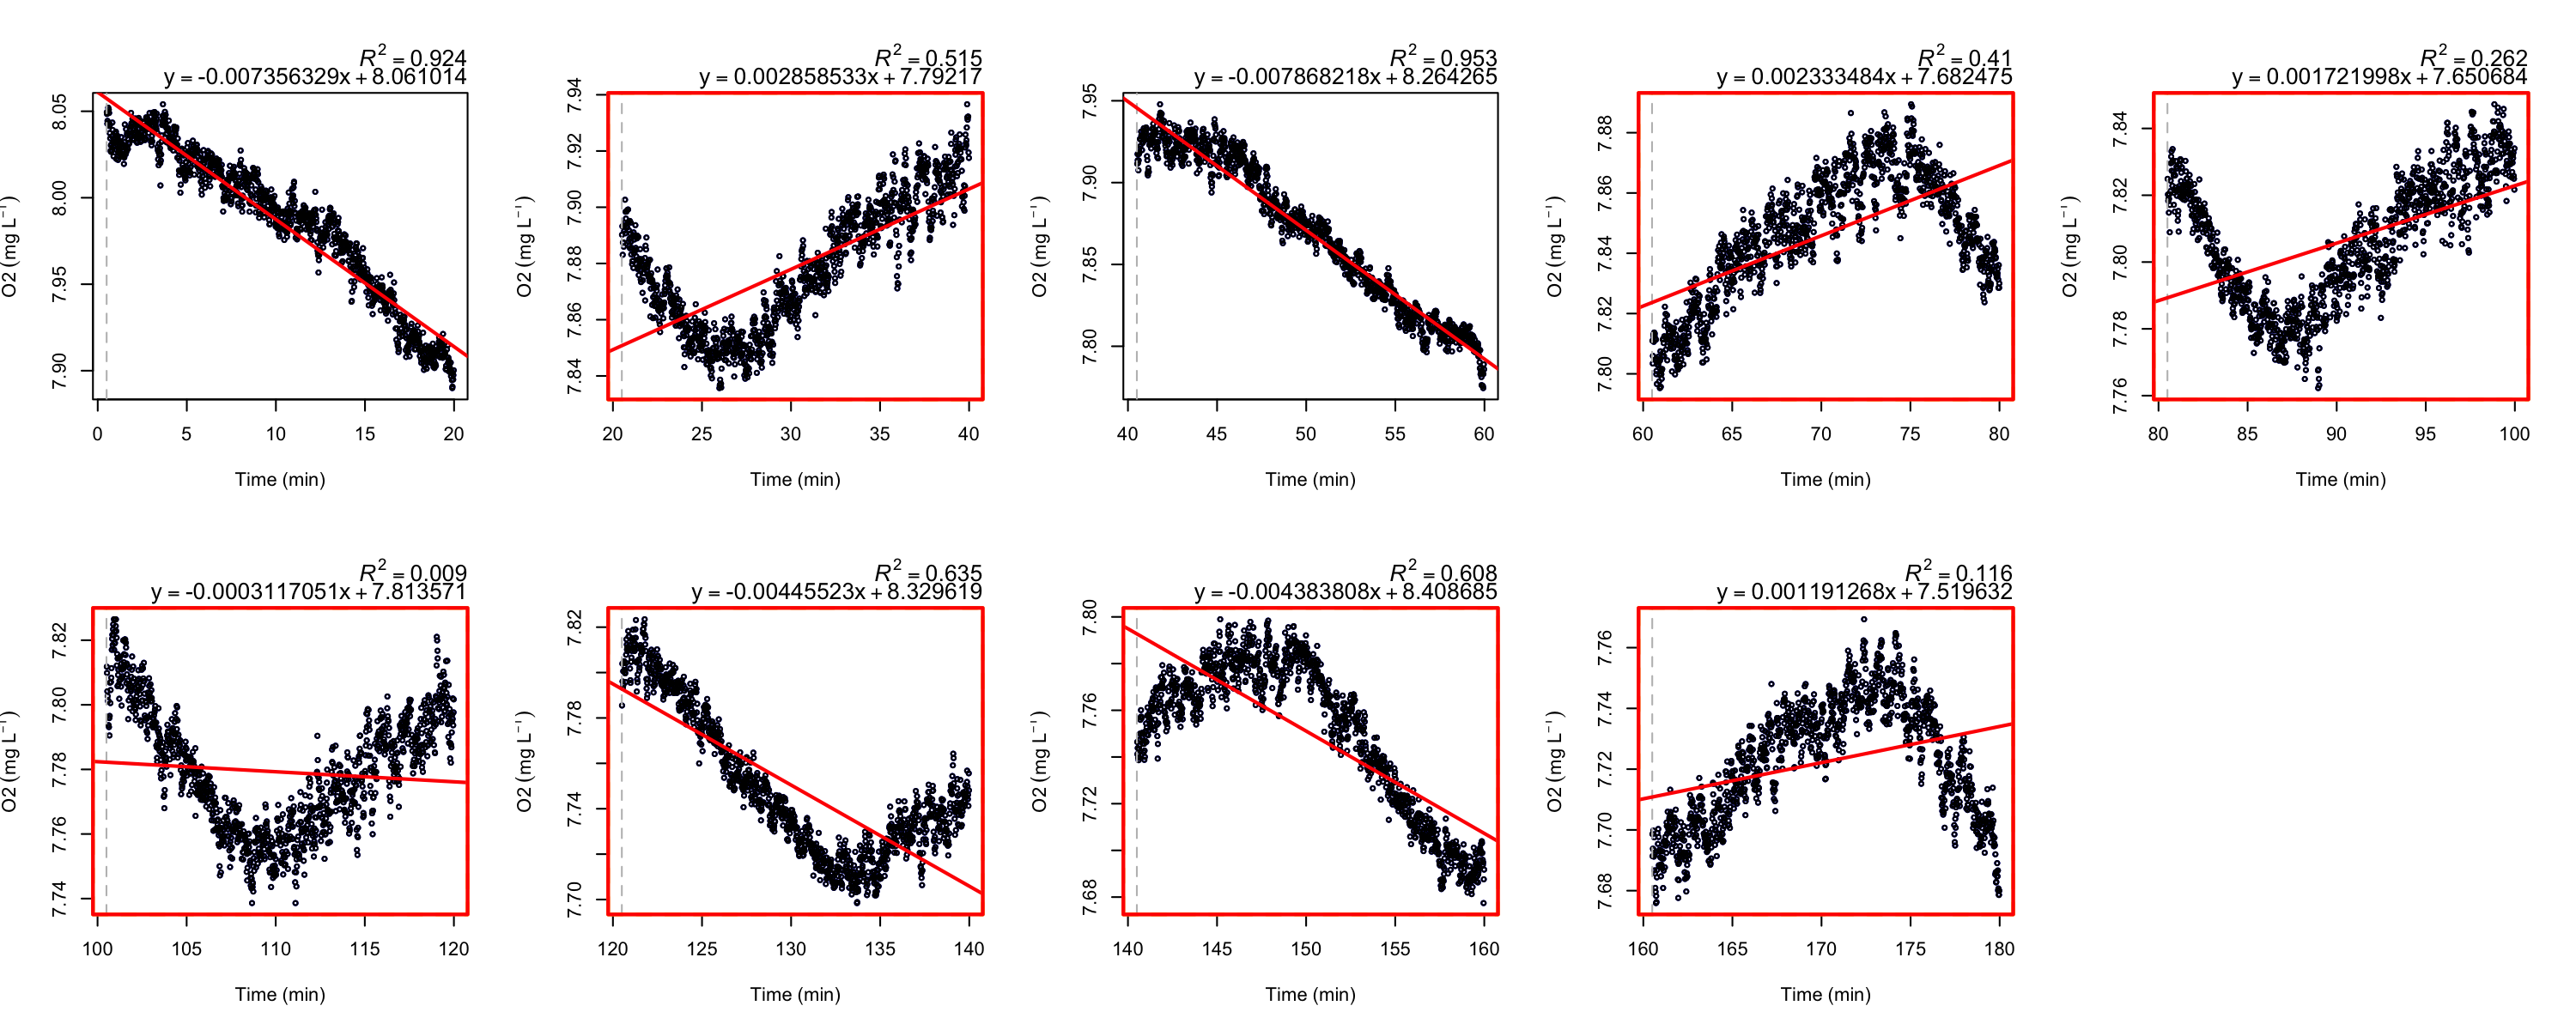 R² = 0.924
y = -0.007356329x + 8.061014
O2 (mg L⁻¹)
8.05
8.00
7.95
7.90
0 5 10 15 20
Time (min)
R² = 0.515
y = 0.002858533x + 7.79217
O2 (mg L⁻¹)
7.94
7.92
7.90
7.88
7.86
7.84
20 25 30 35 40
Time (min)
R² = 0.953
y = -0.007868218x + 8.264265
O2 (mg L⁻¹)
7.95
7.90
7.85
7.80
40 45 50 55 60
Time (min)
R² = 0.41
y = 0.002333484x + 7.682475
O2 (mg L⁻¹)
7.88
7.86
7.84
7.82
7.80
60 65 70 75 80
Time (min)
R² = 0.262
y = 0.001721998x + 7.650684
O2 (mg L⁻¹)
7.84
7.82
7.80
7.78
7.76
80 85 90 95 100
Time (min)
R² = 0.009
y = -0.0003117051x + 7.813571
O2 (mg L⁻¹)
7.82
7.80
7.78
7.76
7.74
100 105 110 115 120
Time (min)
R² = 0.635
y = -0.00445523x + 8.329619
O2 (mg L⁻¹)
7.82
7.78
7.74
7.70
120 125 130 135 140
Time (min)
R² = 0.608
y = -0.004383808x + 8.408685
O2 (mg L⁻¹)
7.80
7.76
7.72
7.68
140 145 150 155 160
Time (min)
R² = 0.116
y = 0.001191268x + 7.519632
O2 (mg L⁻¹)
7.76
7.74
7.72
7.70
7.68
160 165 170 175 180
Time (min)